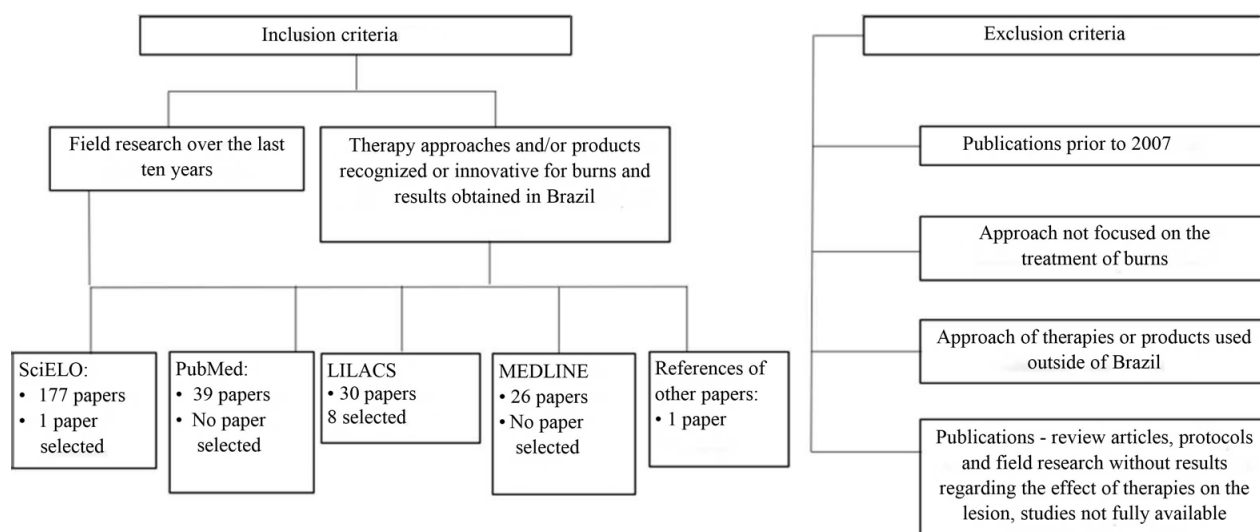 Inclusion criteria
Field research over the last
ten years
Therapy approaches and/or products
recognized or innovative for burns and
results obtained in Brazil
SciELO:
• 177 papers
• 1 paper
selected
PubMed:
• 39 papers
• No paper
selected
LILACS
• 30 papers
8 selected
MEDLINE
• 26 papers
• No paper
selected
References of
other papers:
• 1 paper
Exclusion criteria
Publications prior to 2007
Approach not focused on the
treatment of burns
Approach of therapies or products used
outside of Brazil
Publications - review articles, protocols
and field research without results
regarding the effect of therapies on the
lesion, studies not fully available